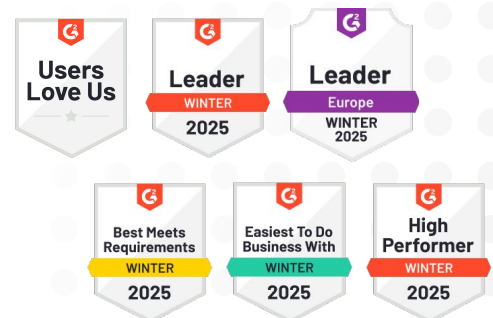 Users
Love Us
Leader
WINTER
2025
Leader
Europe
WINTER
2025
Best Meets
Requirements
WINTER
2025
Easiest To Do
Business With
WINTER
2025
High
Performer
WINTER
2025